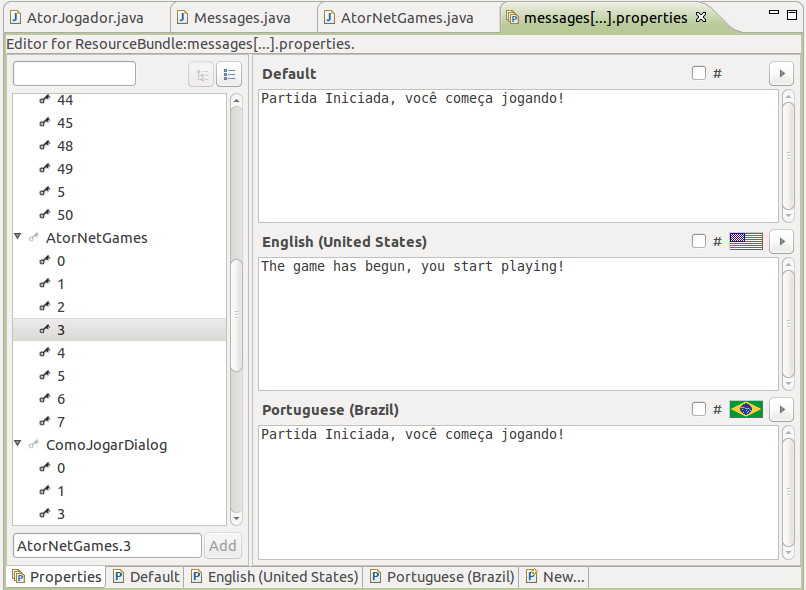 AtorJogador.java
Messages.java
AtorNetGames.java
messages[...].properties
Editor for ResourceBundle:messages[...].properties.
44
45
48
49
5
50
AtorNetGames
0
1
2
3
4
5
6
7
ComoJogarDialog
0
1
3
AtorNetGames.3
Add
Default
#
Partida Iniciada, você começa jogando!
English (United States)
#
The game has begun, you start playing!
Portuguese (Brazil)
#
Partida Iniciada, você começa jogando!
Properties
Default
English (United States)
Portuguese (Brazil)
New...